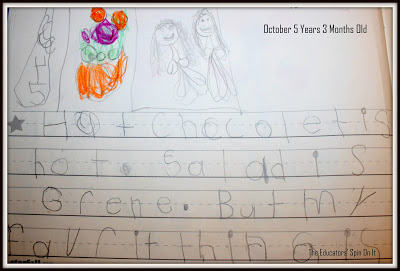 October 5 Years 3 Months Old
Hot Chocolet is
hot. Salad is
Grene. But my
favrit thing is
The Educators' Spin On It